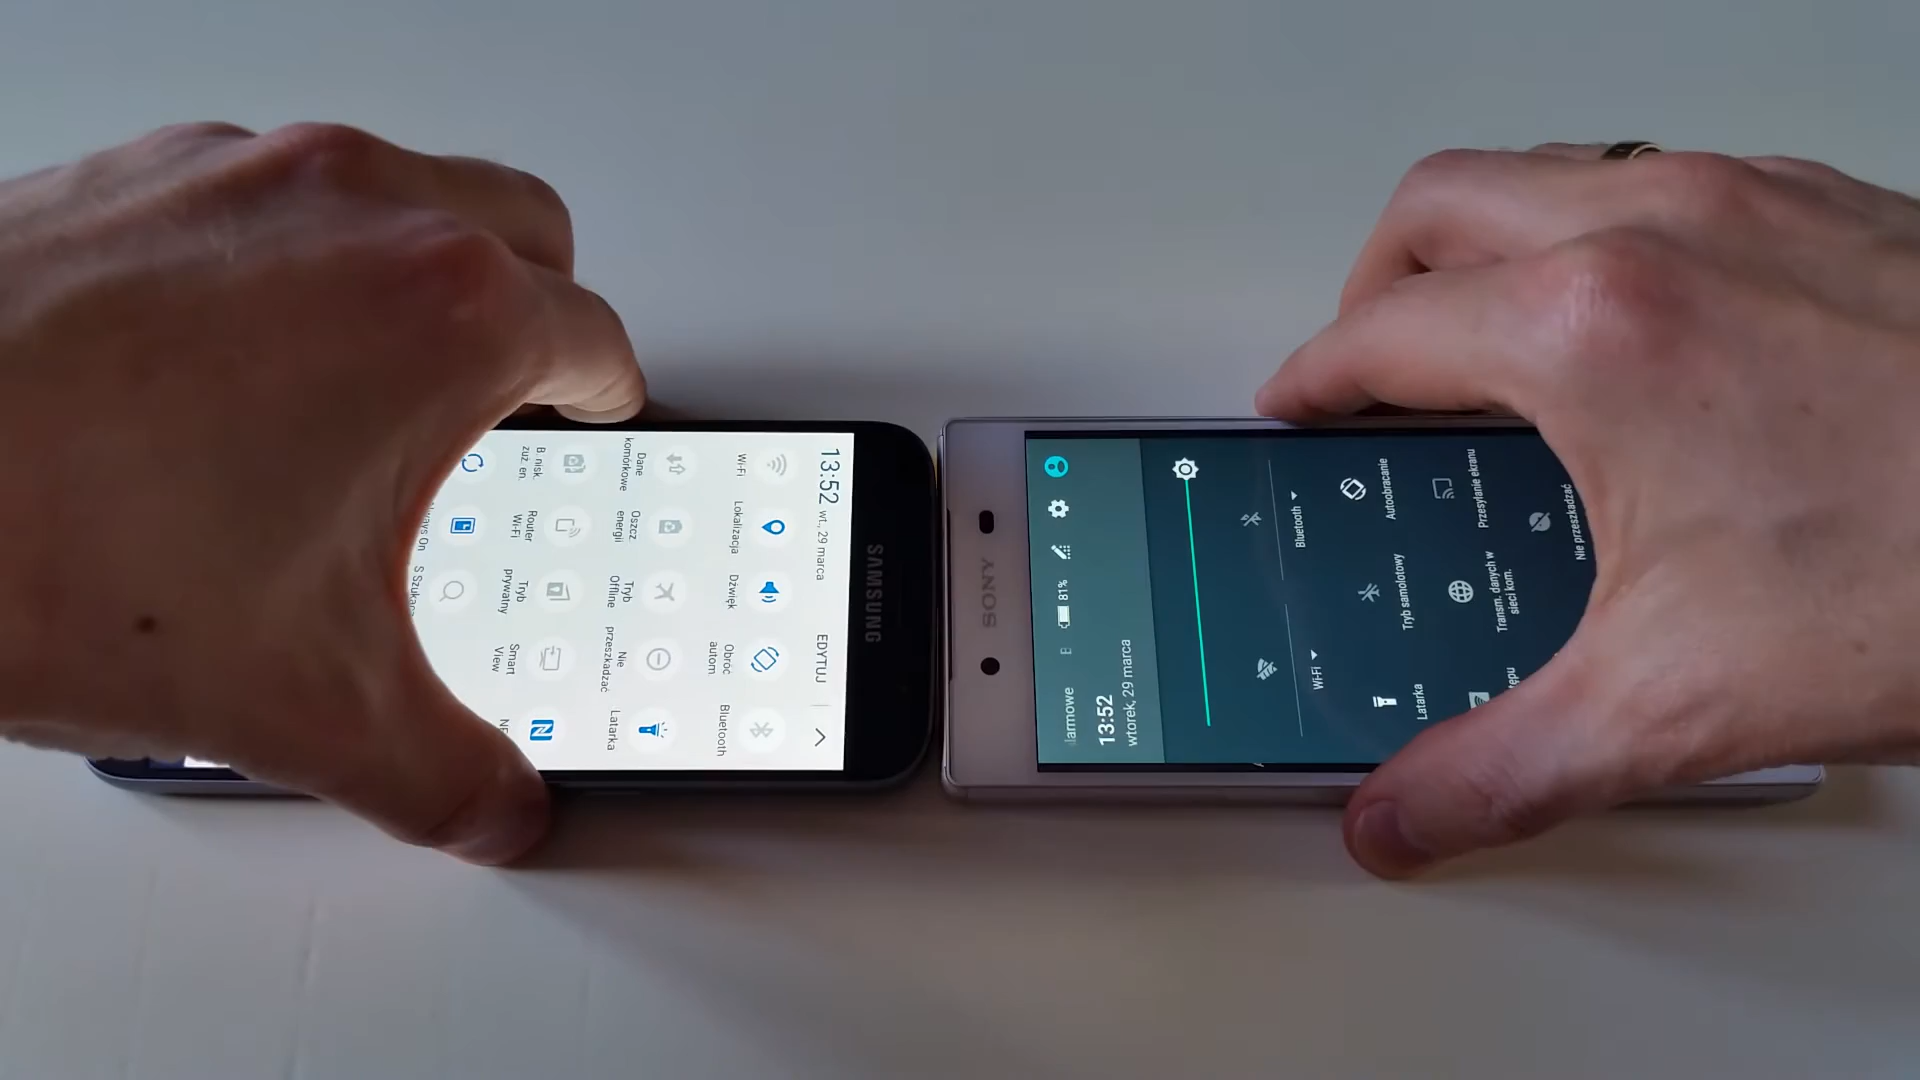 13:52 wt., 29 marca
EDYTUJ
Wi-Fi
Lokalizacja
Dźwięk
Obróć
autom.
Bluetooth
Dane
komórkowe
Oszcz.
energii
Tryb
Offline
Nie
przeszkadzać
Latarka
B. nisk.
zuż. en.
Router
Wi-Fi
Tryb
prywatny
Smart
View
SAMSUNG
SONY
81%
13:52
wtorek, 29 marca
Wi-Fi
Bluetooth
Latarka
Tryb samolotowy
Autoobracanie
Transm. danych w
sieci kom.
Przesyłanie ekranu
Nie przeszkadzać